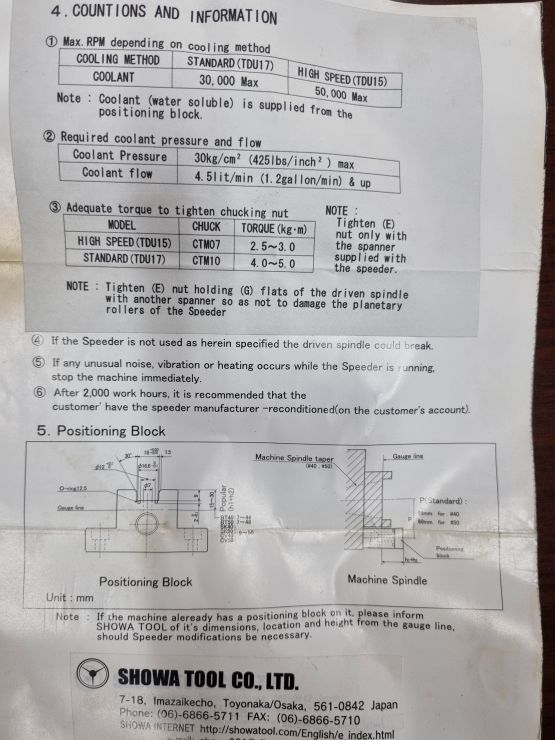 4. COUNTIONS AND INFORMATION
① Max. RPM depending on cooling method
COOLING METHOD STANDARD (TDU17) HIGH SPEED (TDU15)
COOLANT 30,000 Max 50,000 Max
Note : Coolant (water soluble) is supplied from the
positioning block.
② Required coolant pressure and flow
Coolant Pressure 30kg/cm² (425lbs/inch²) max
Coolant flow 4.5lit/min (1.2gallon/min) & up
③ Adequate torque to tighten chucking nut
MODEL CHUCK TORQUE (kg·m)
HIGH SPEED (TDU15) CTM07 2.5～3.0
STANDARD (TDU17) CTM10 4.0～5.0
NOTE :
Tighten (E)
nut only with
the spanner
supplied with
the speeder.
NOTE : Tighten (E) nut holding (G) flats of the driven spindle
with another spanner so as not to damage the planetary
rollers of the Speeder
④ If the Speeder is not used as herein specified the driven spindle could break.
⑤ If any unusual noise, vibration or heating occurs while the Speeder is running,
stop the machine immediately.
⑥ After 2,000 work hours, it is recommended that the
customer' have the speeder manufacturer -reconditioned(on the customer's account).
5. Positioning Block
30°
1.5
O-ring12.5
Gauge line
Popular
(h1+h2)
Positioning Block
Unit : mm
Machine Spindle taper
(#40 , #50)
Gauge line
P(Standard) :
for #40
80mm for #50
P
Positioning
block
Machine Spindle
Note : If the machine aleready has a positioning block on it, please inform
SHOWA TOOL of it's dimensions, location and height from the gauge line,
should Speeder modifications be necessary.
SHOWA TOOL CO., LTD.
7-18, Imazaikecho, Toyonaka/Osaka, 561-0842 Japan
Phone: (06)-6866-5711 FAX: (06)-6866-5710
SHOWA INTERNET http://showatool.com/English/e_index.html